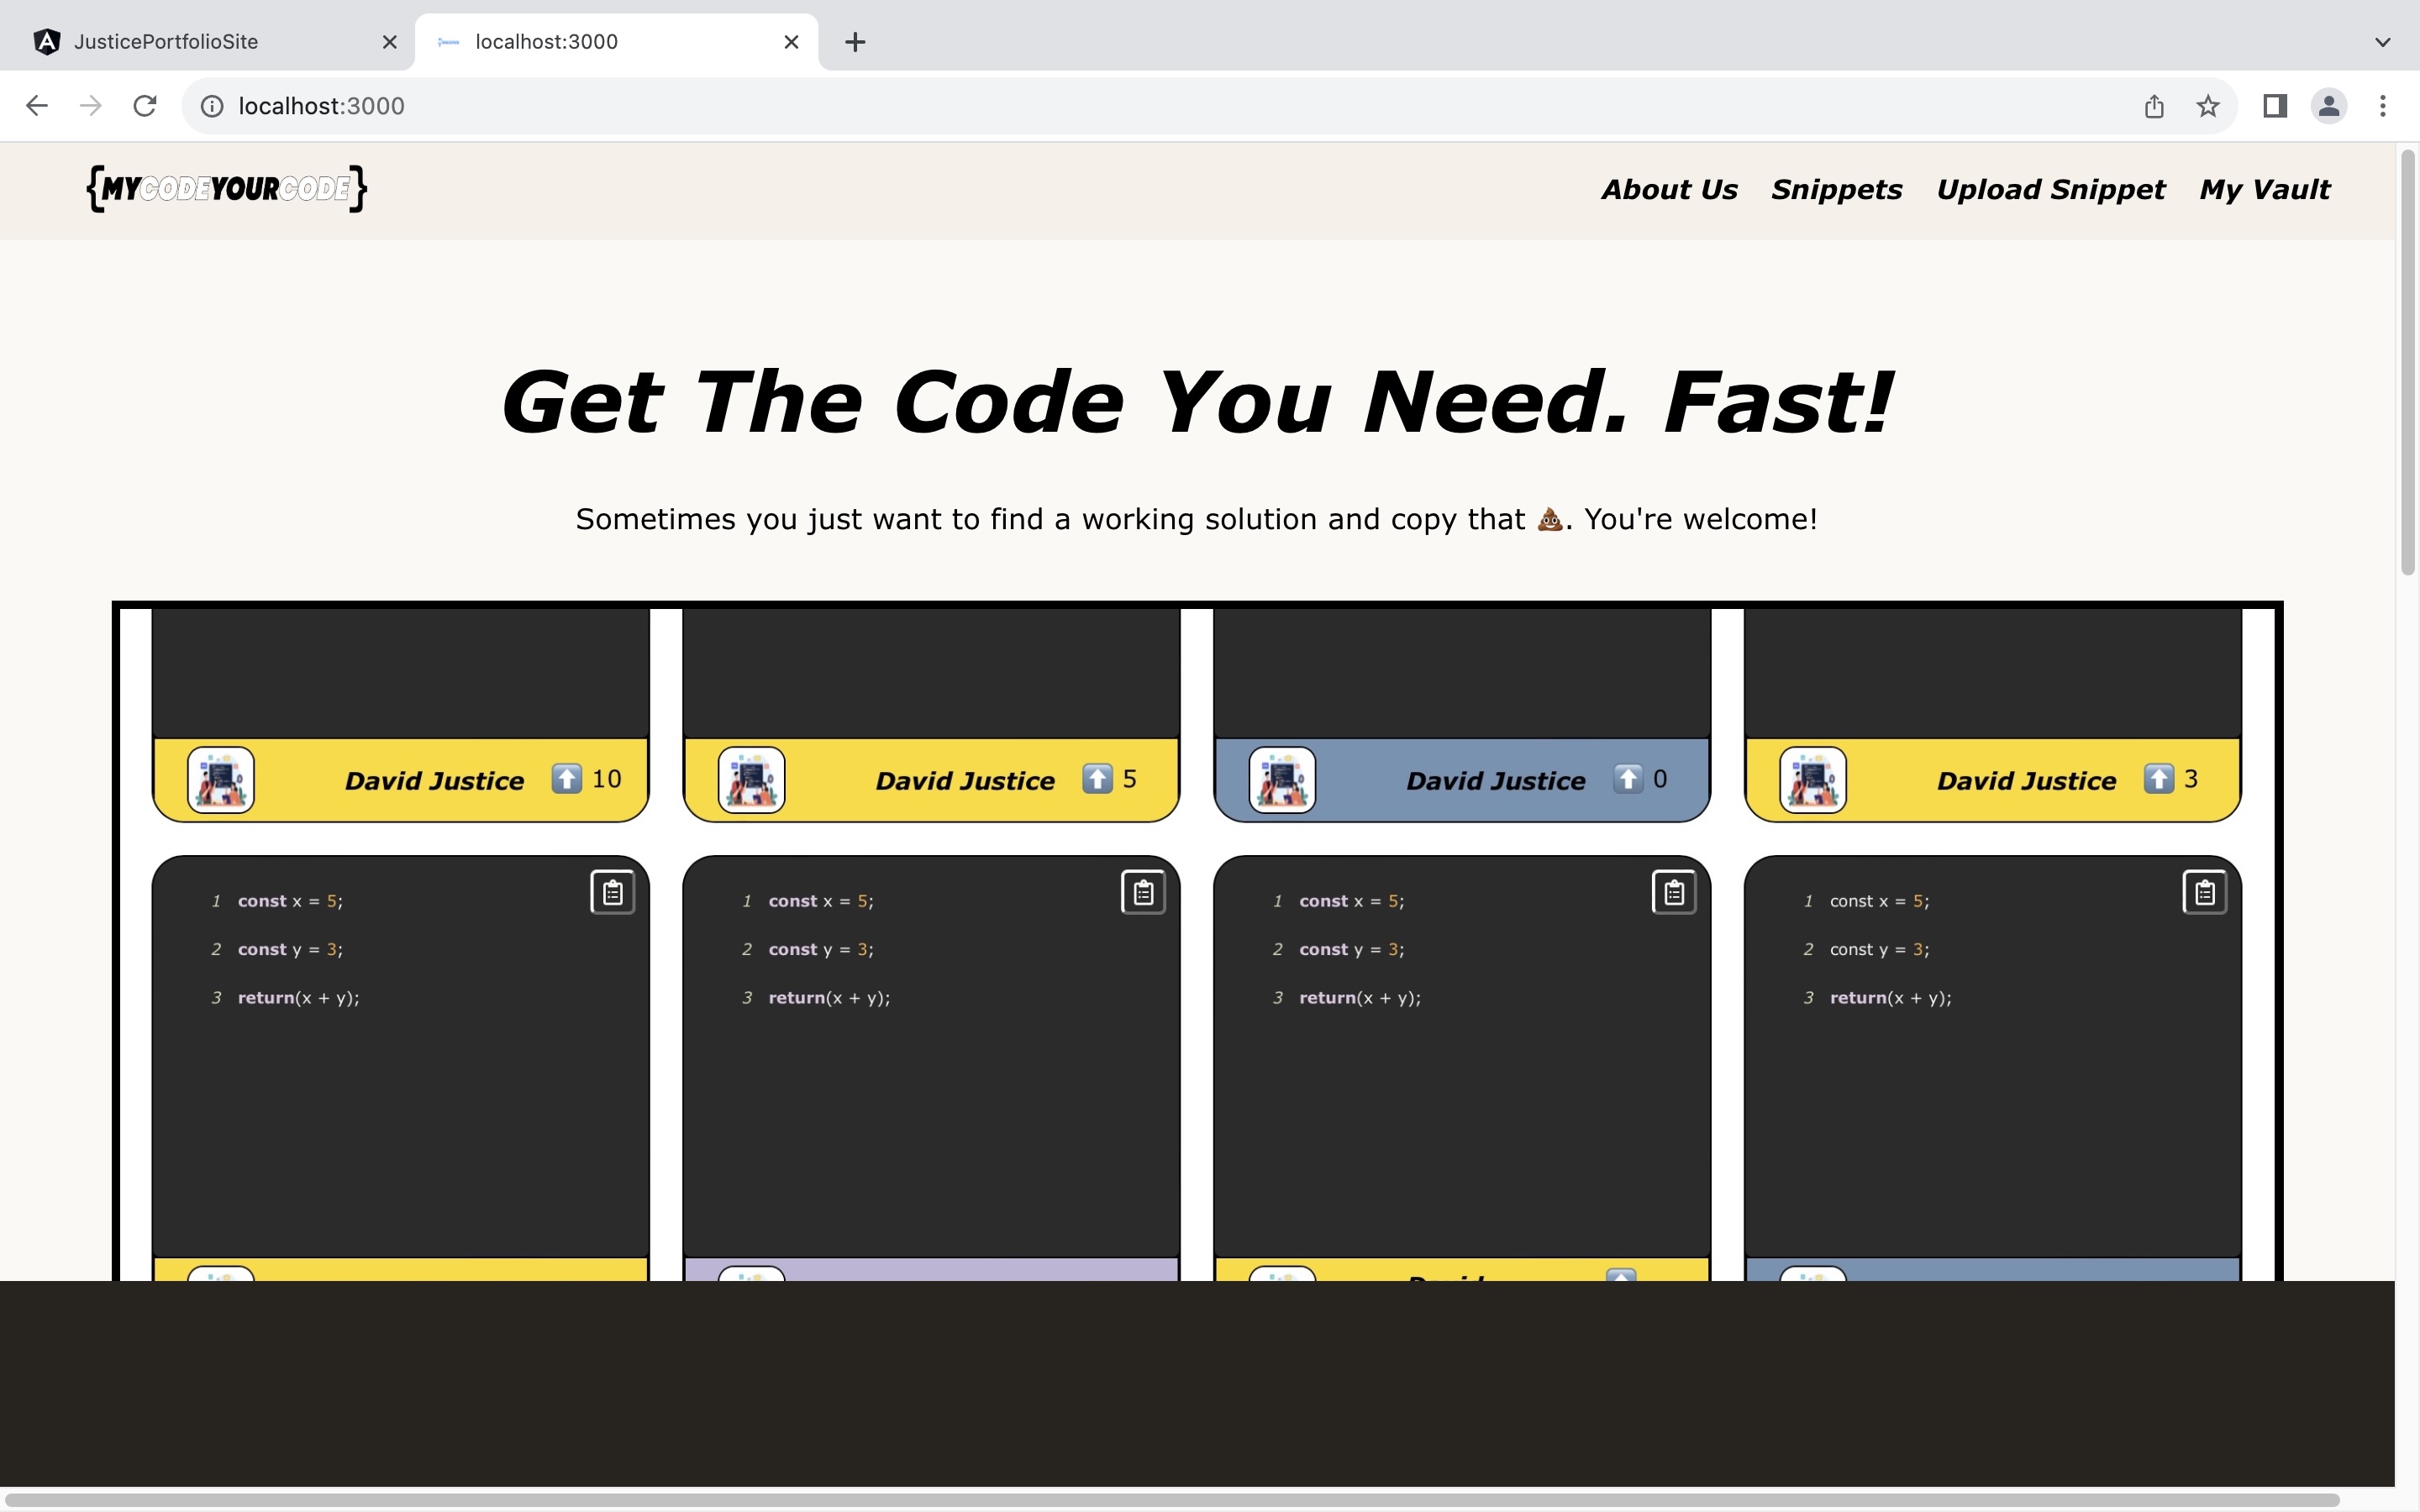 JusticePortfolioSite
localhost:3000
localhost:3000
{MYCODEYOURCODE}
About Us Snippets Upload Snippet My Vault
Get The Code You Need. Fast!
Sometimes you just want to find a working solution and copy that 💩. You're welcome!
David Justice ⬆️ 10
David Justice ⬆️ 5
David Justice ⬆️ 0
David Justice ⬆️ 3
1 const x = 5;
2 const y = 3;
3 return(x + y);
1 const x = 5;
2 const y = 3;
3 return(x + y);
1 const x = 5;
2 const y = 3;
3 return(x + y);
1 const x = 5;
2 const y = 3;
3 return(x + y);